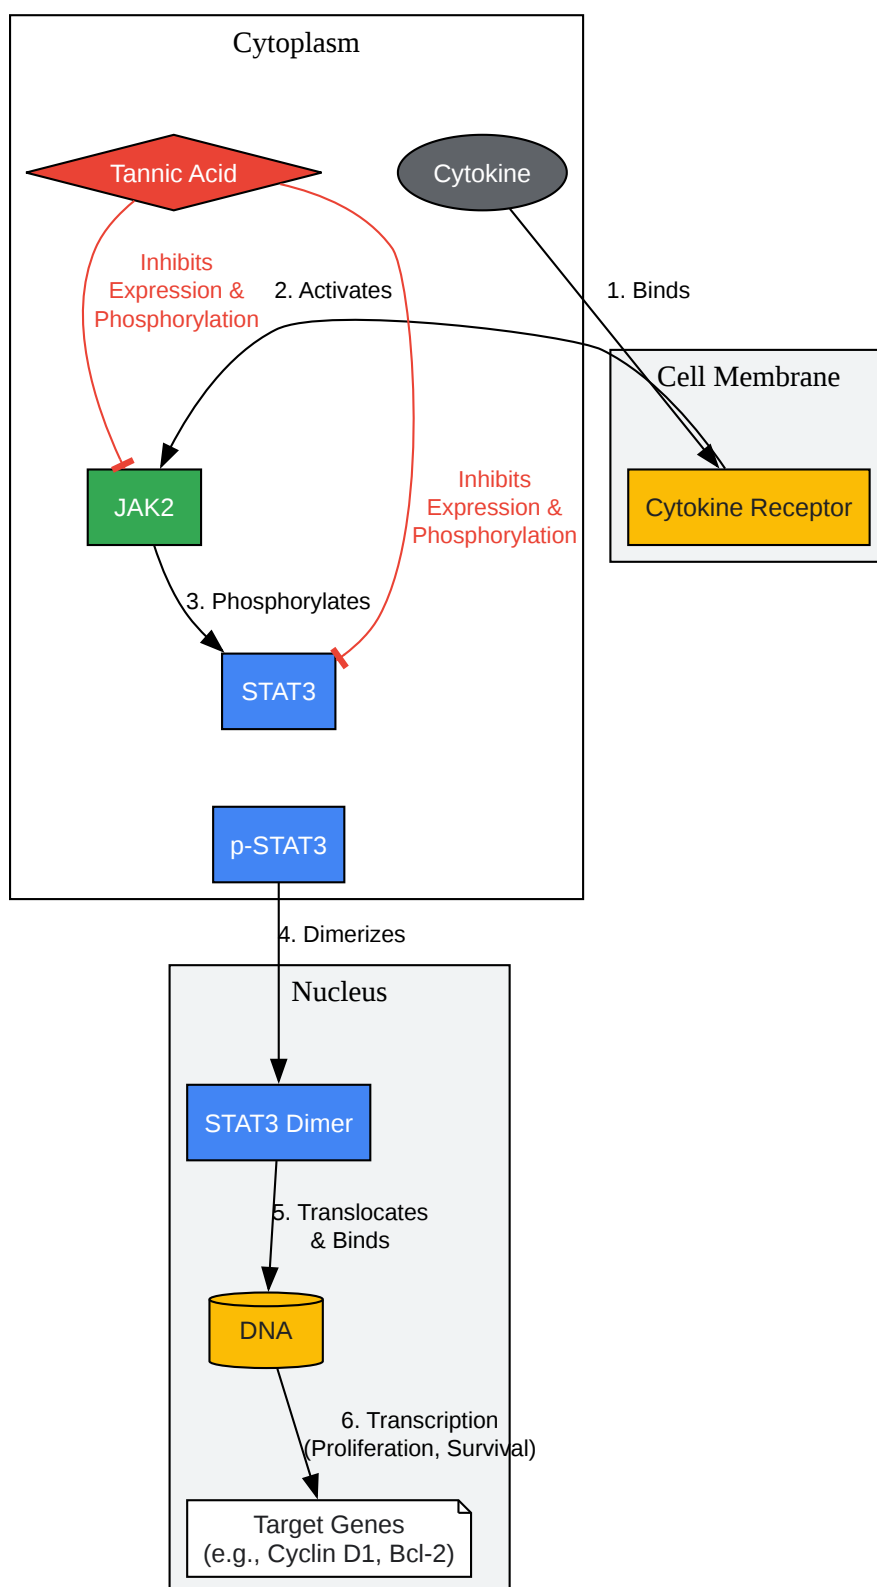 Cytoplasm
Tannic Acid
Cytokine
Inhibits
Expression &
Phosphorylation
2. Activates
1. Binds
Cell Membrane
JAK2
Inhibits
Expression &
Phosphorylation
Cytokine Receptor
3. Phosphorylates
STAT3
p-STAT3
4. Dimerizes
Nucleus
STAT3 Dimer
5. Translocates
& Binds
DNA
6. Transcription
(Proliferation, Survival)
Target Genes
(e.g., Cyclin D1, Bcl-2)